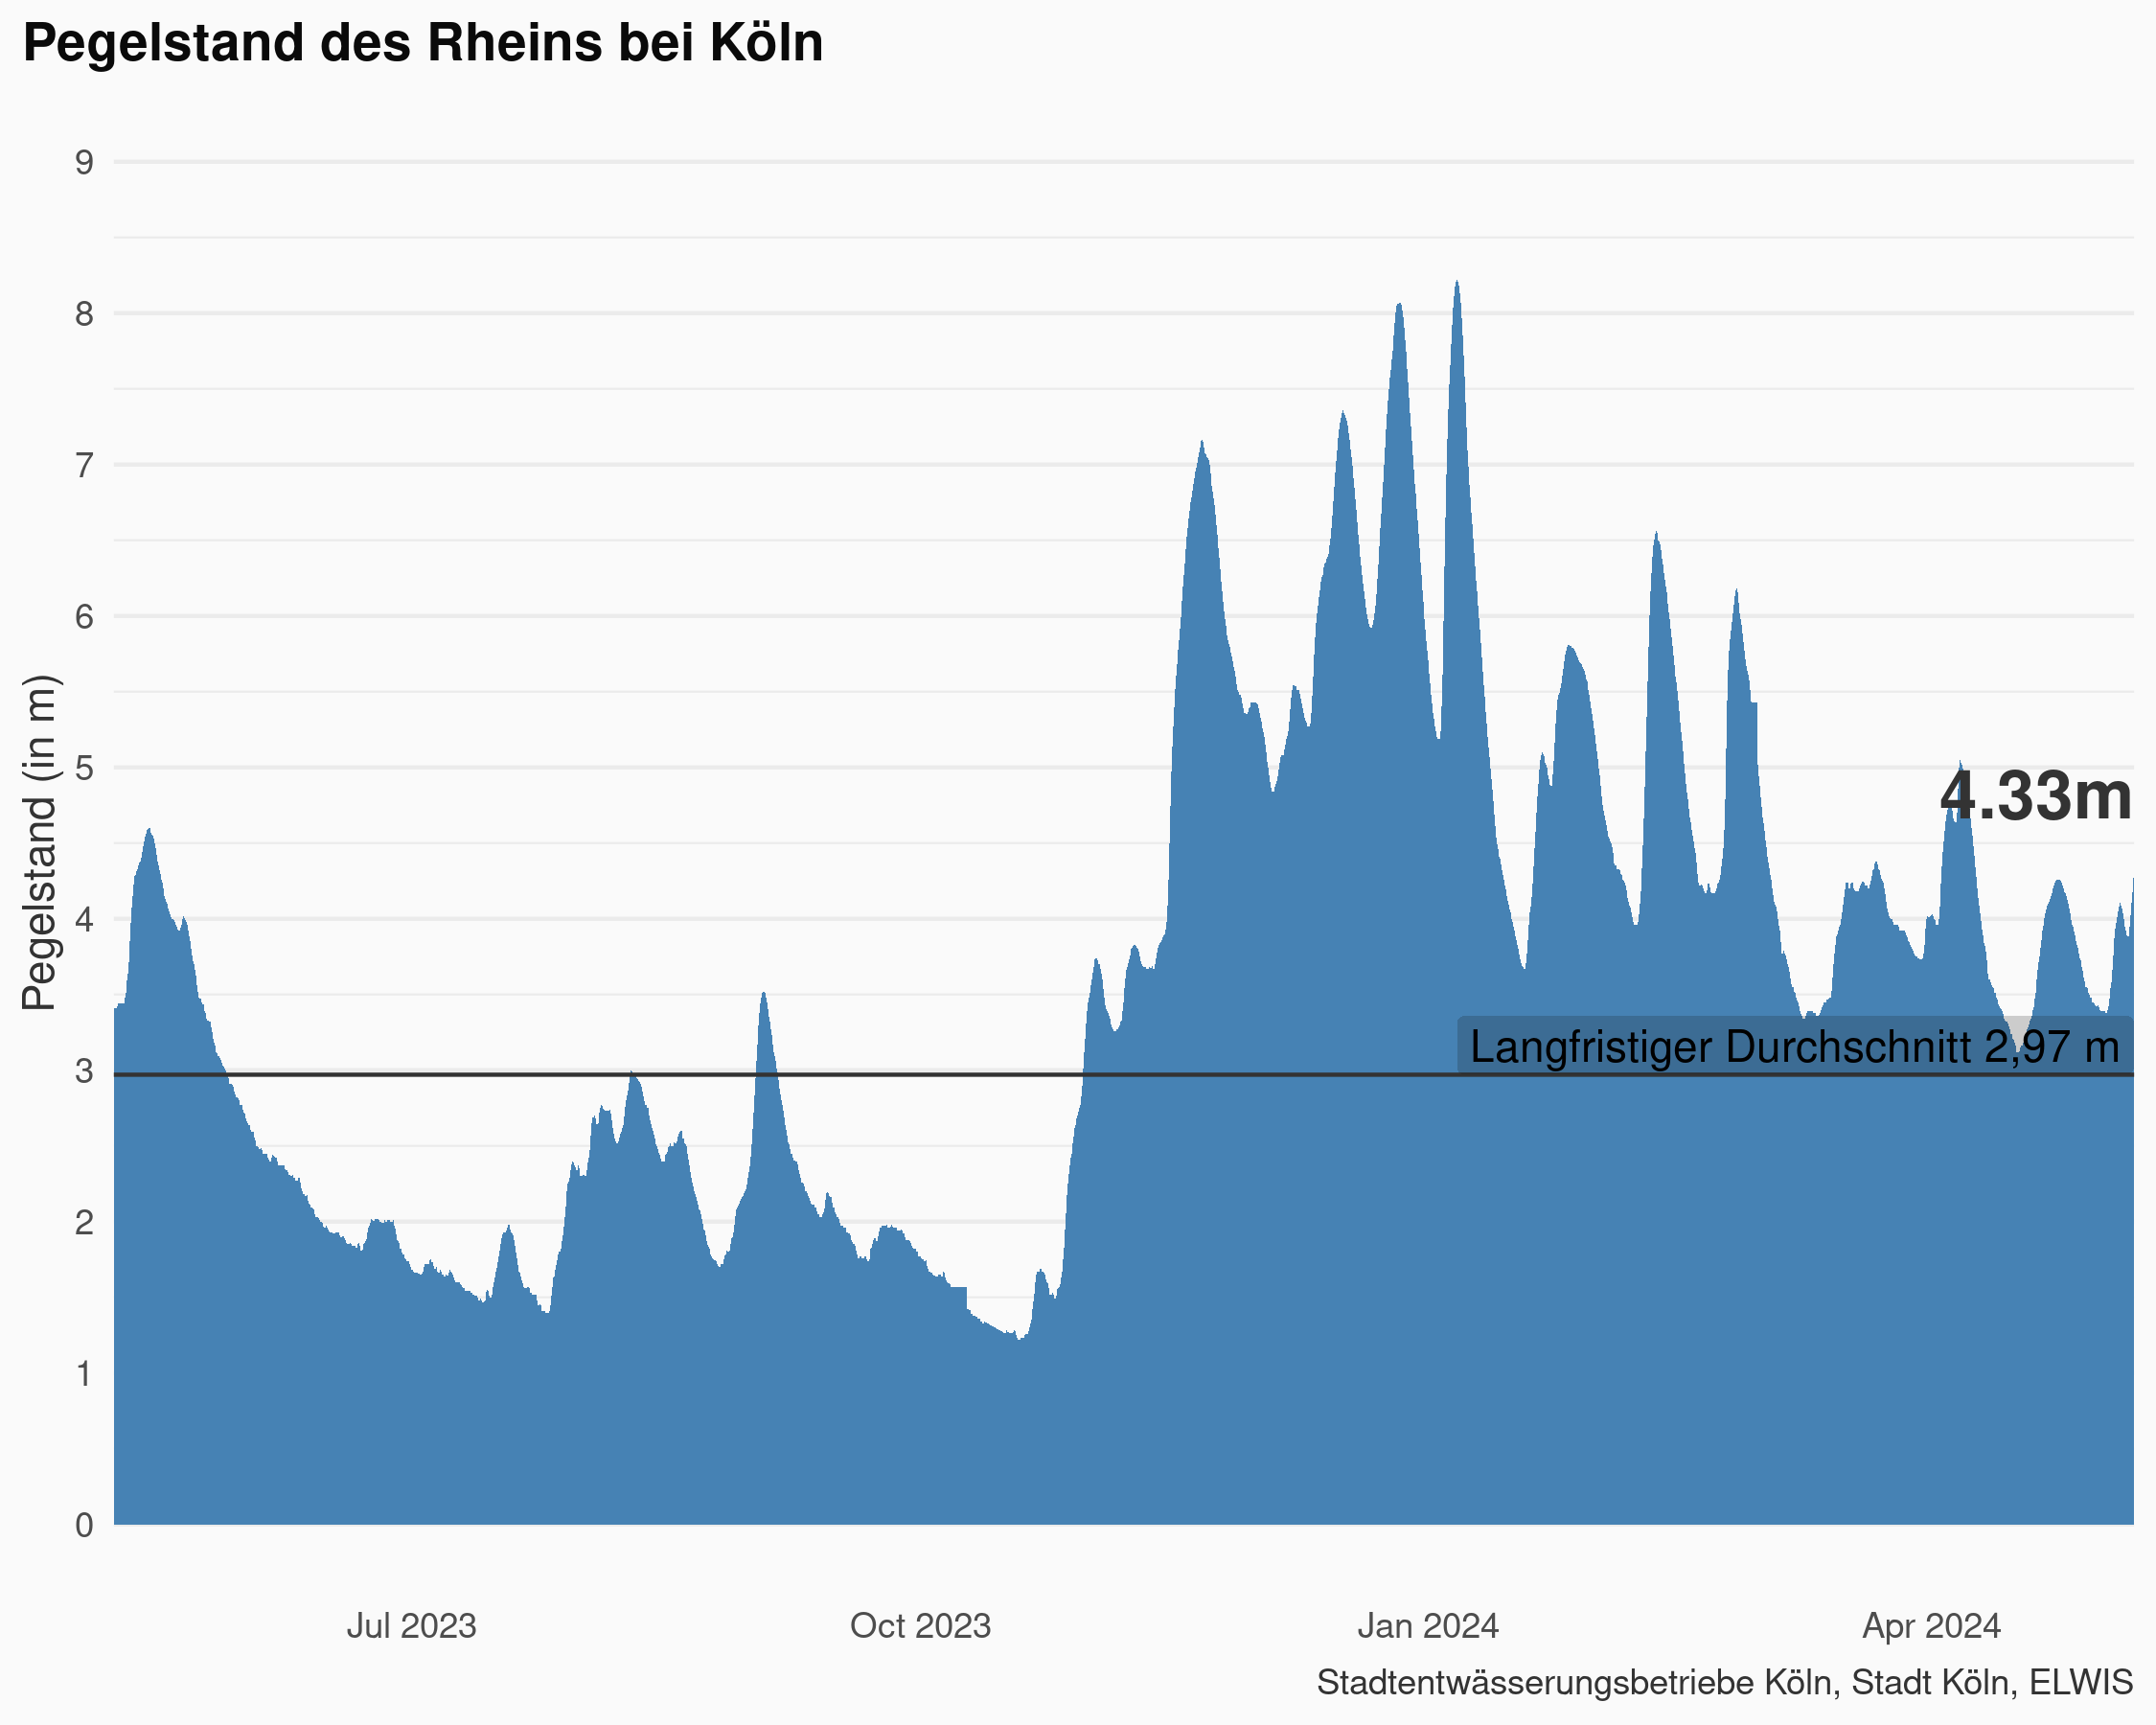 Pegelstand des Rheins bei Köln
Pegelstand (in m)
9
8
7
6
5
4
3
2
1
0
4.33m
Langfristiger Durchschnitt 2,97 m
Jul 2023
Oct 2023
Jan 2024
Apr 2024
Stadtentwässerungsbetriebe Köln, Stadt Köln, ELWIS